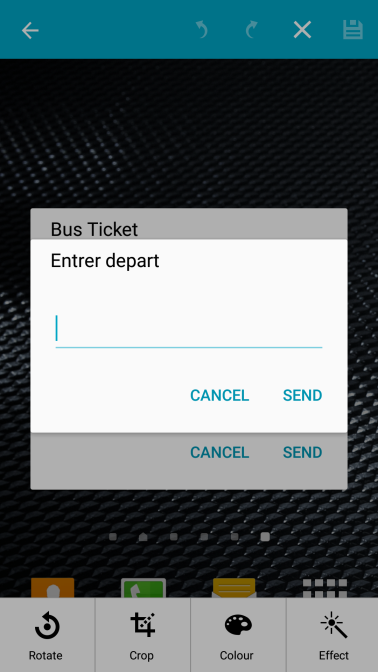 Bus Ticket
Entrer depart
CANCEL SEND
CANCEL SEND
Rotate Crop Colour Effect